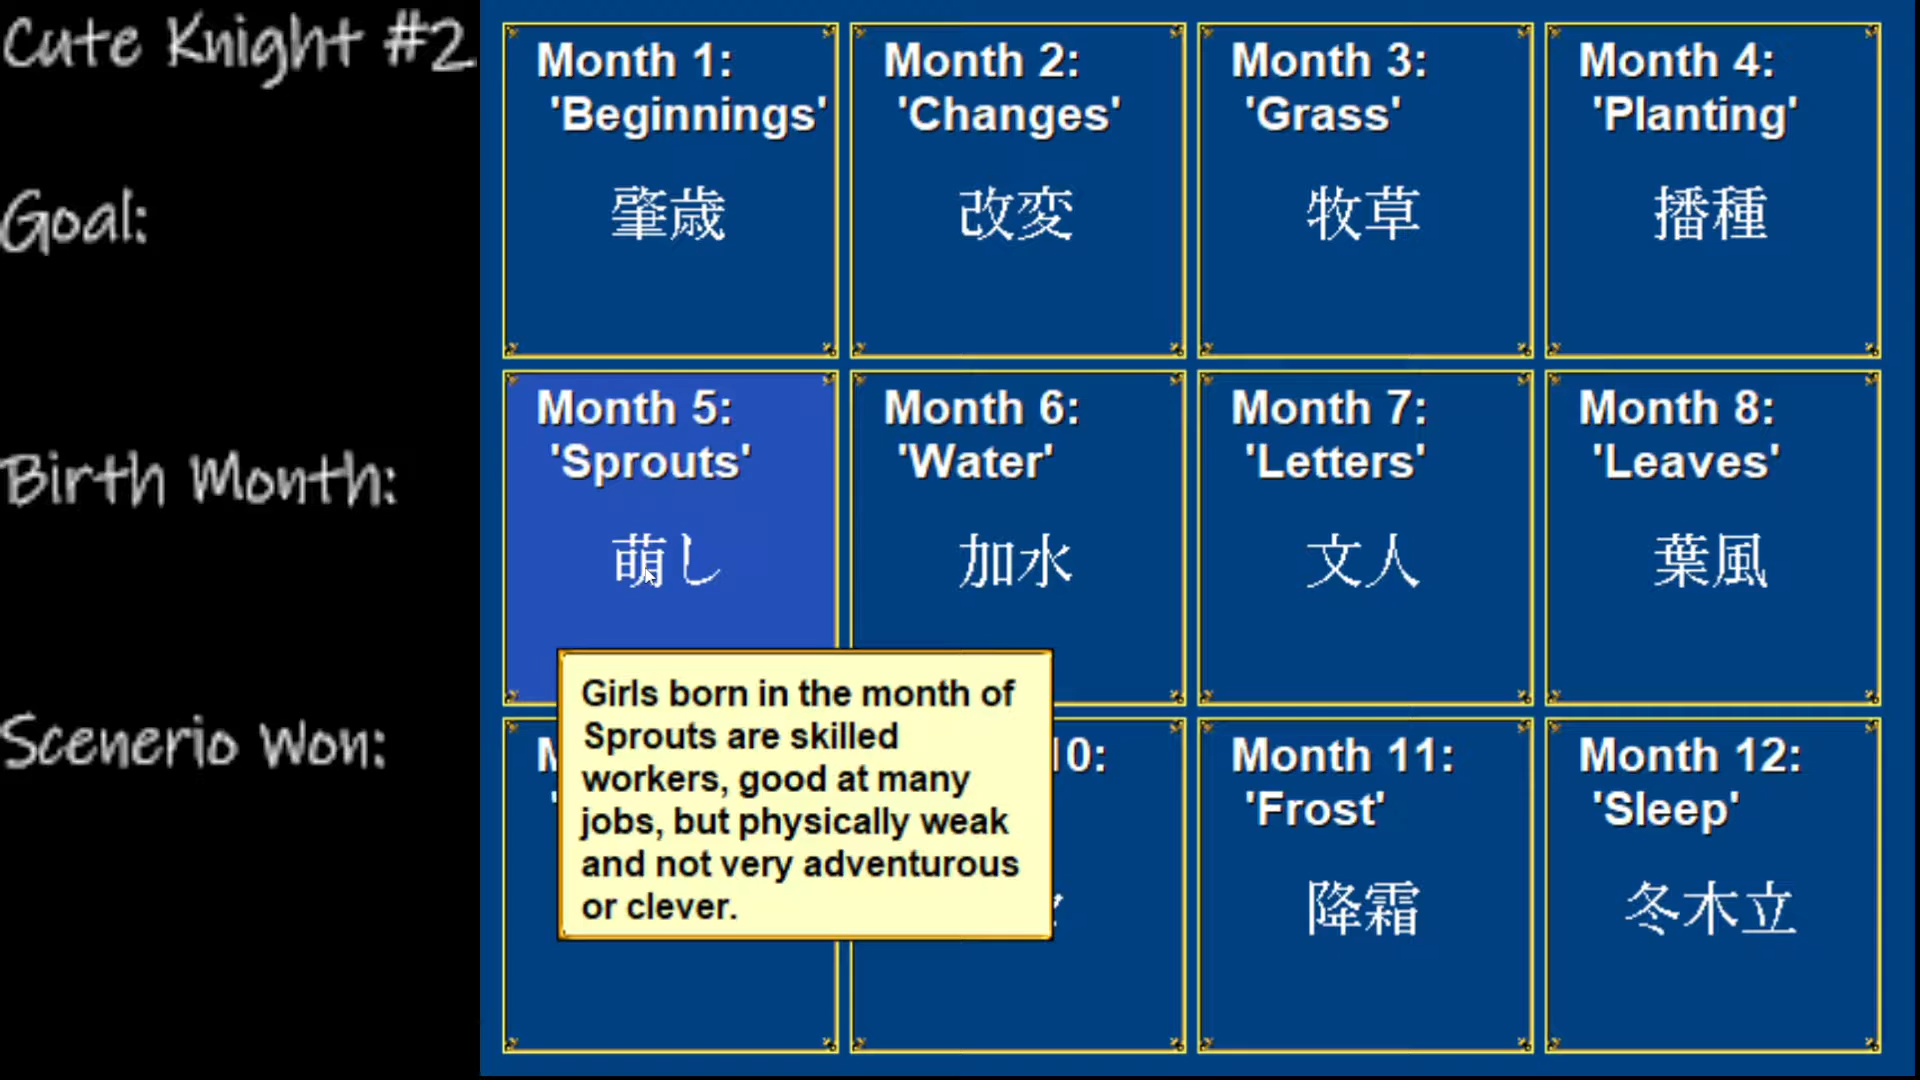 Cute Knight #2
Goal:
Birth Month:
Scenerio Won:
Month 1:
'Beginnings'
肇歳
Month 2:
'Changes'
改変
Month 3:
'Grass'
牧草
Month 4:
'Planting'
播種
Month 5:
'Sprouts'
萌し
Month 6:
'Water'
加水
Month 7:
'Letters'
文人
Month 8:
'Leaves'
葉風
Girls born in the month of
Sprouts are skilled
workers, good at many
jobs, but physically weak
and not very adventurous
or clever.
10:
Month 11:
'Frost'
降霜
Month 12:
'Sleep'
冬木立